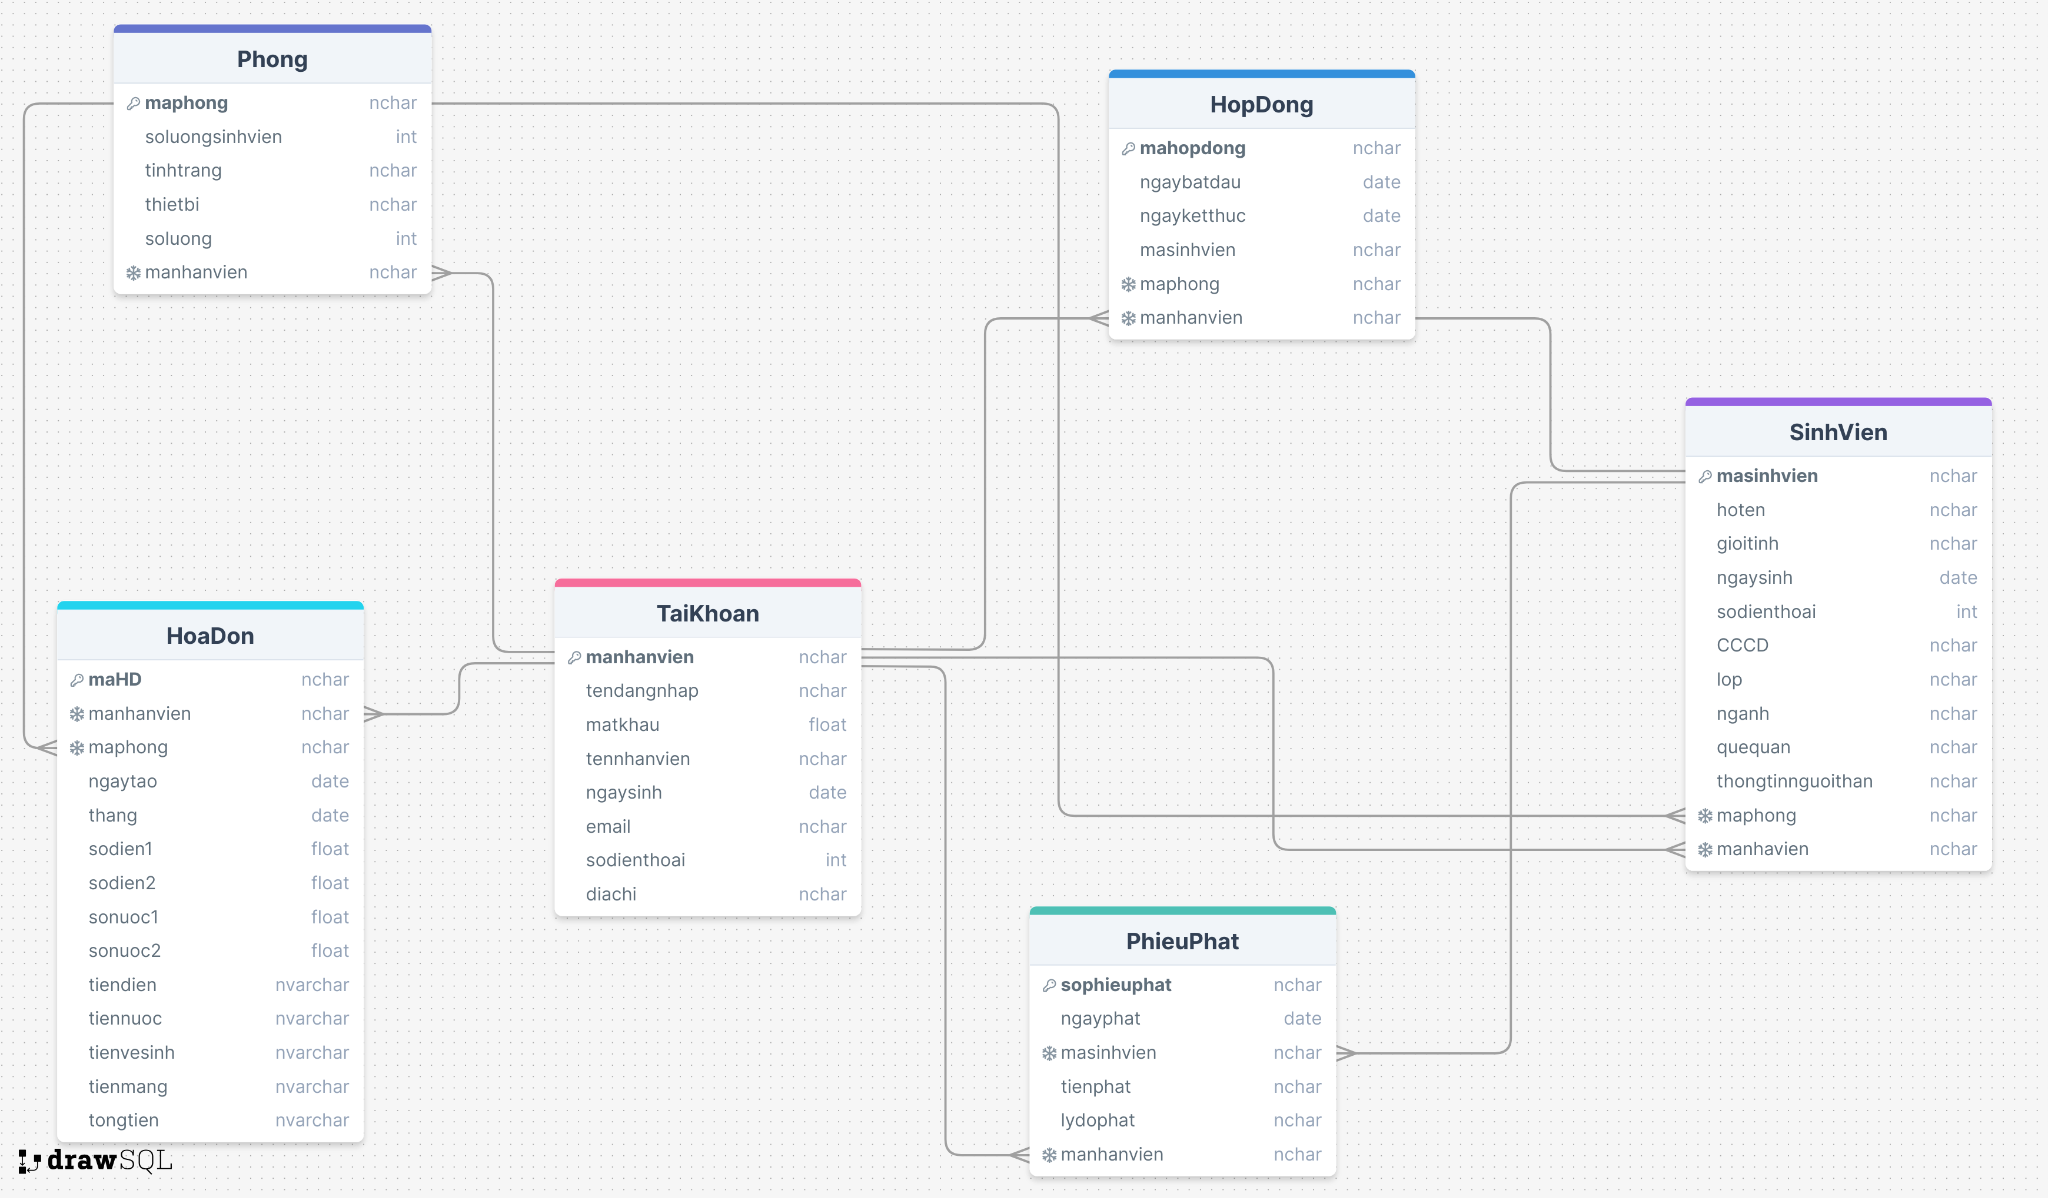 Phong
maphong nchar
soluongsinhvien int
tinhtrang nchar
thietbi nchar
soluong int
manhanvien nchar
HopDong
mahopdong nchar
ngaybatdau date
ngayketthuc date
masinhvien nchar
maphong nchar
manhanvien nchar
SinhVien
masinhvien nchar
hoten nchar
gioitinh nchar
ngaysinh date
sodienthoai int
CCCD nchar
lop nchar
nganh nchar
quequan nchar
thongtinnguoithan nchar
maphong nchar
manhavien nchar
HoaDon
maHD nchar
manhanvien nchar
maphong nchar
ngaytao date
thang date
sodien1 float
sodien2 float
sonuoc1 float
sonuoc2 float
tiendien nvarchar
tiennuoc nvarchar
tienvesinh nvarchar
tienmang nvarchar
tongtien nvarchar
TaiKhoan
manhanvien nchar
tendangnhap nchar
matkhau float
tennhanvien nchar
ngaysinh date
email nchar
sodienthoai int
diachi nchar
PhieuPhat
sophieuphat nchar
ngayphat date
masinhvien nchar
tienphat nchar
lydophat nchar
manhanvien nchar
drawSQL